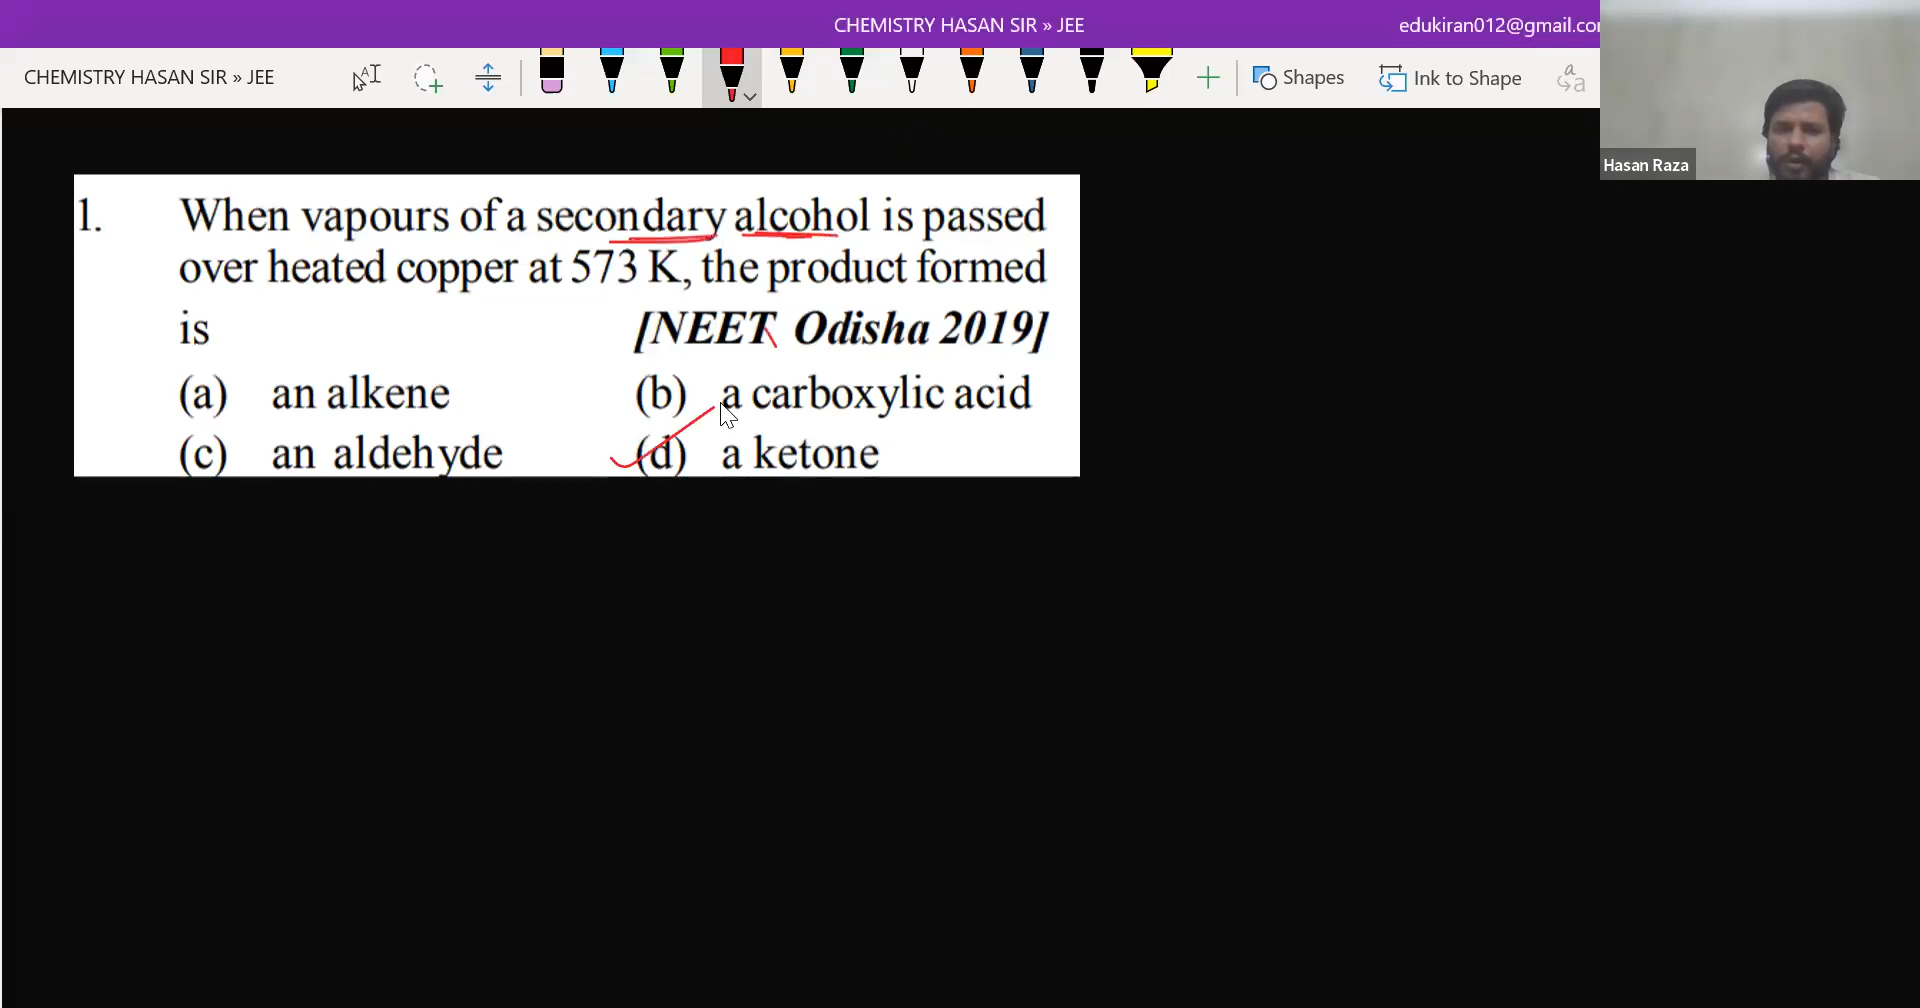 CHEMISTRY HASAN SIR » JEE
edukiran012@gmail.co
CHEMISTRY HASAN SIR » JEE
Shapes
Ink to Shape
Hasan Raza
1. When vapours of a secondary alcohol is passed
over heated copper at 573 K, the product formed
is [NEET Odisha 2019]
(a) an alkene (b) a carboxylic acid
(c) an aldehyde (d) a ketone